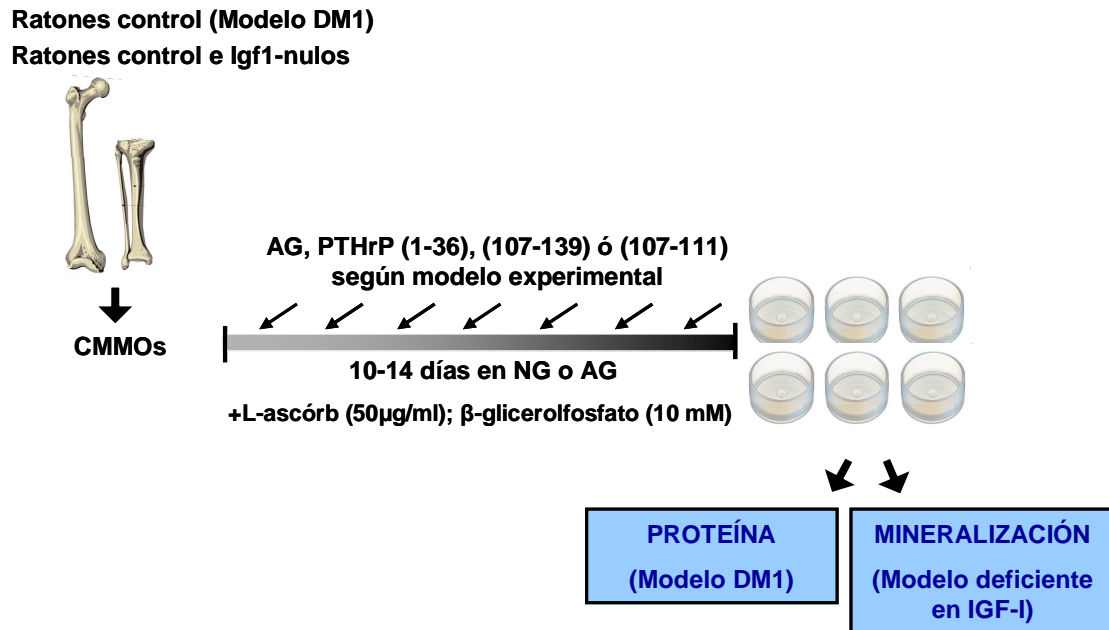 Ratones control (Modelo DM1)
Ratones control e Igf1-nulos
AG, PTHrP (1-36), (107-139) ó (107-111)
según modelo experimental
CMMOs
10-14 días en NG o AG
+L-ascórb (50µg/ml); β-glicerolfosfato (10 mM)
PROTEÍNA
(Modelo DM1)
MINERALIZACIÓN
(Modelo deficiente
en IGF-I)